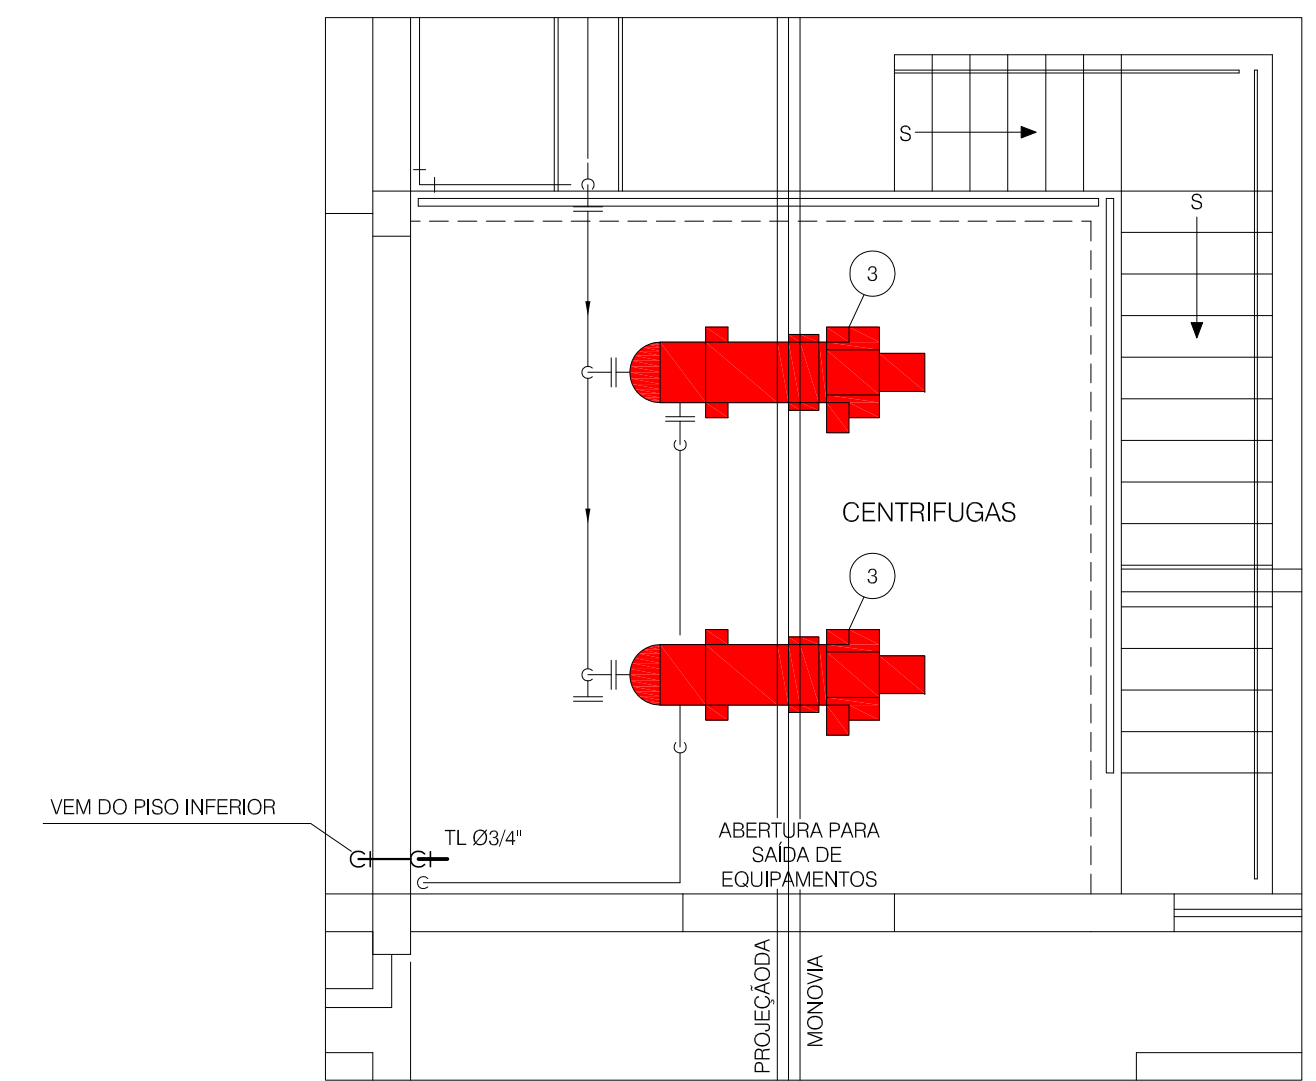 S
S
3
CENTRIFUGAS
3
VEM DO PISO INFERIOR
TL Ø3/4"
ABERTURA PARA
SAÍDA DE
EQUIPAMENTOS
PROJEÇÃODA
MONOVIA